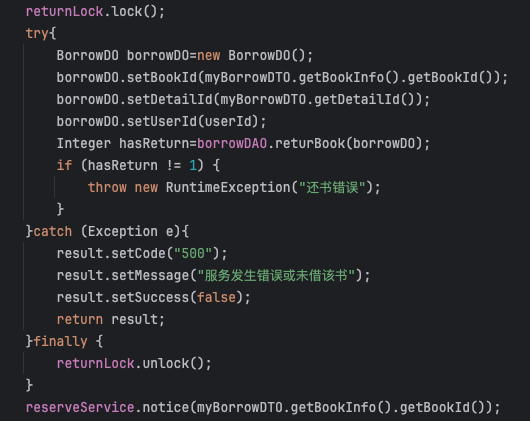 returnLock.lock();
try{
BorrowDO borrowDO=new BorrowDO();
borrowDO.setBookId(myBorrowDTO.getBookInfo().getBookId());
borrowDO.setDetailId(myBorrowDTO.getDetailId());
borrowDO.setUserId(userId);
Integer hasReturn=borrowDAO.returBook(borrowDO);
if (hasReturn != 1) {
throw new RuntimeException("还书错误");
}
}catch (Exception e){
result.setCode("500");
result.setMessage("服务发生错误或未借该书");
result.setSuccess(false);
return result;
}finally {
returnLock.unlock();
}
reserveService.notice(myBorrowDTO.getBookInfo().getBookId());